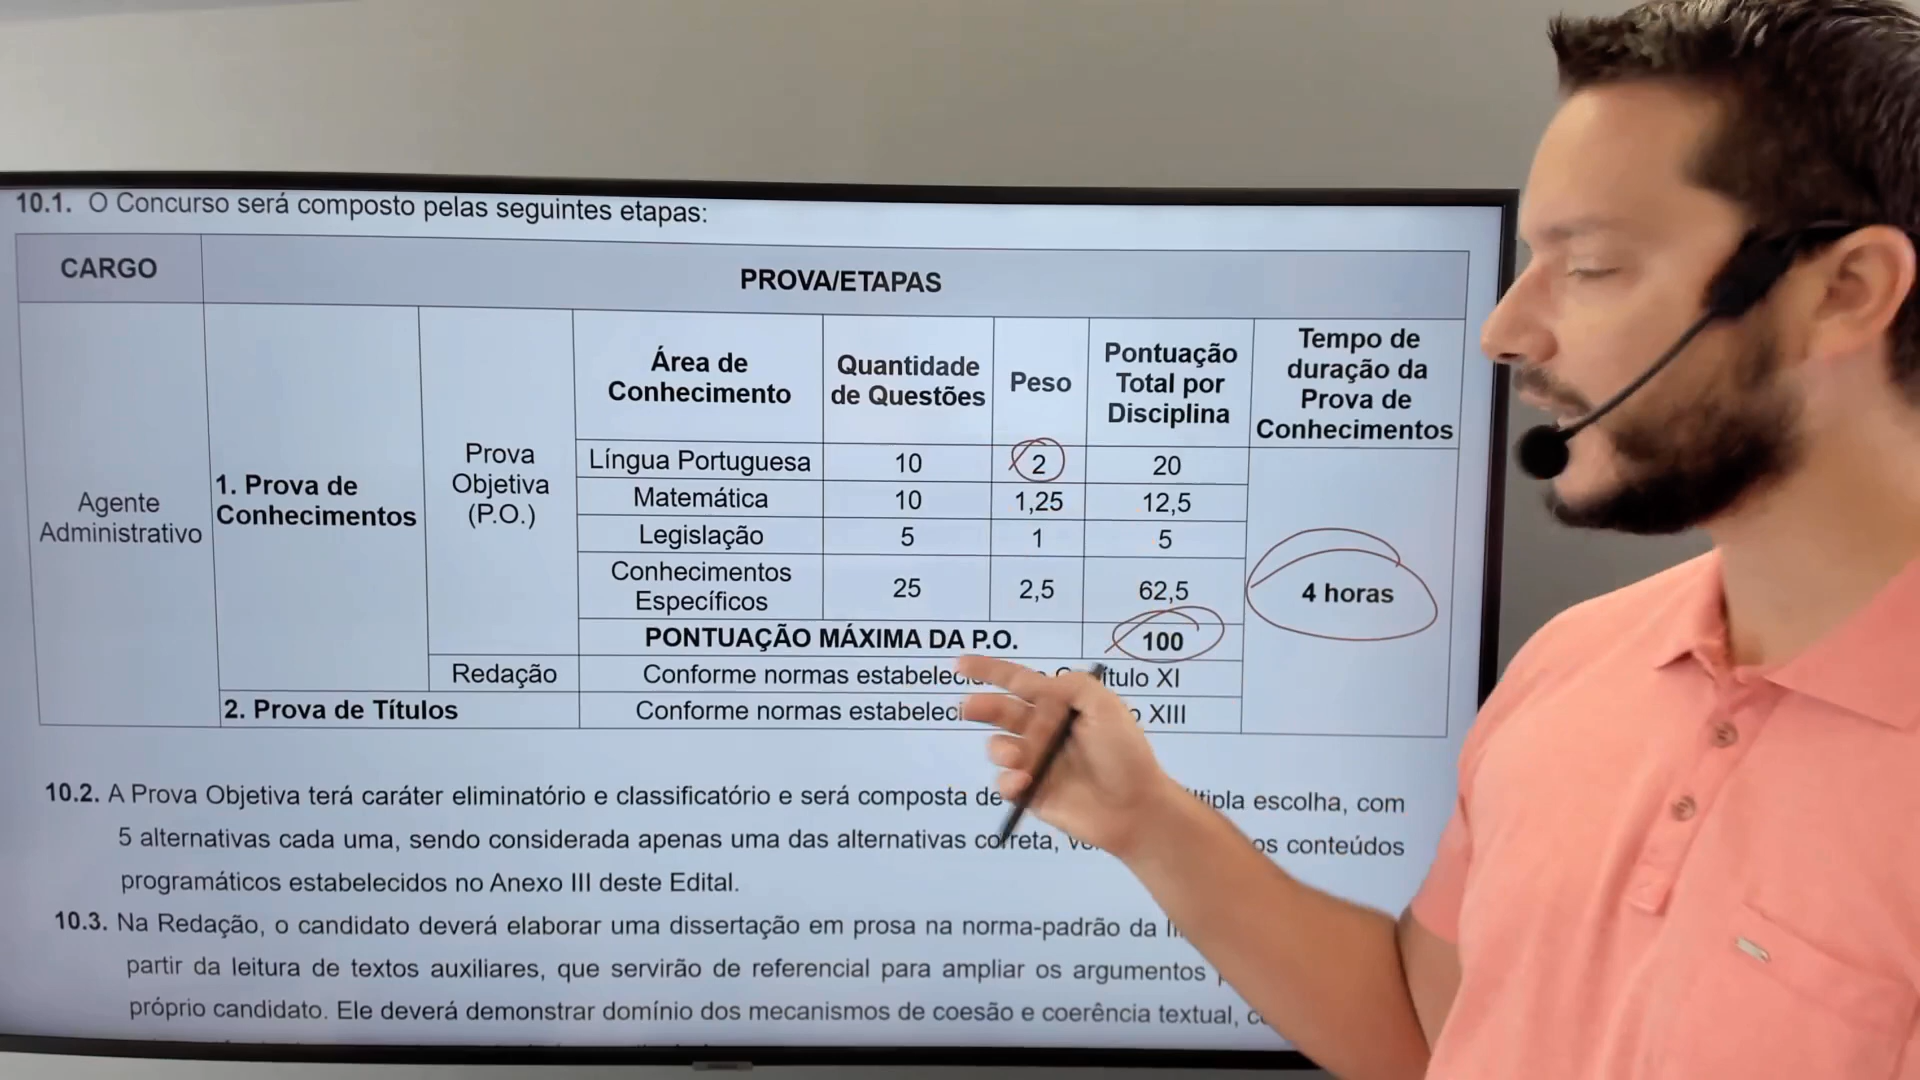 10.1. O Concurso será composto pelas seguintes etapas:
CARGO
PROVA/ETAPAS
Agente
Administrativo
1. Prova de
Conhecimentos
Prova
Objetiva
(P.O.)
Área de
Conhecimento
Quantidade
de Questões
Peso
Pontuação
Total por
Disciplina
Tempo de
duração da
Prova de
Conhecimentos
Língua Portuguesa 10 2 20
Matemática 10 1,25 12,5
Legislação 5 1 5
Conhecimentos
Específicos
25 2,5 62,5
4 horas
PONTUAÇÃO MÁXIMA DA P.O. 100
Redação Conforme normas XI
2. Prova de Títulos Conforme normas XIII
10.2. A Prova Objetiva terá caráter eliminatório e classificatório e será composta de escolha, com
5 alternativas cada uma, sendo considerada apenas uma das alternativas correta, os conteúdos
programáticos estabelecidos no Anexo III deste Edital.
10.3. Na Redação, o candidato deverá elaborar uma dissertação em prosa na norma-padrão da
partir da leitura de textos auxiliares, que servirão de referencial para ampliar os argumentos
próprio candidato. Ele deverá demonstrar domínio dos mecanismos de coesão e coerência textual,